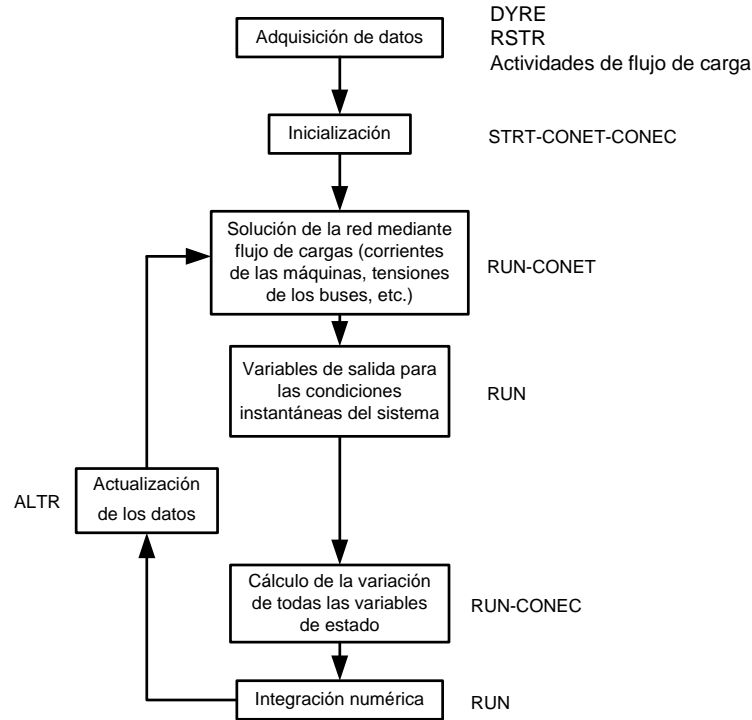 Adquisición de datos
DYRE
RSTR
Actividades de flujo de carga
Inicialización
STRT-CONET-CONEC
Solución de la red mediante
flujo de cargas (corrientes
de las máquinas, tensiones
de los buses, etc.)
RUN-CONET
Variables de salida para
las condiciones
instantáneas del sistema
RUN
ALTR
Actualización
de los datos
Cálculo de la variación
de todas las variables
de estado
RUN-CONEC
Integración numérica
RUN